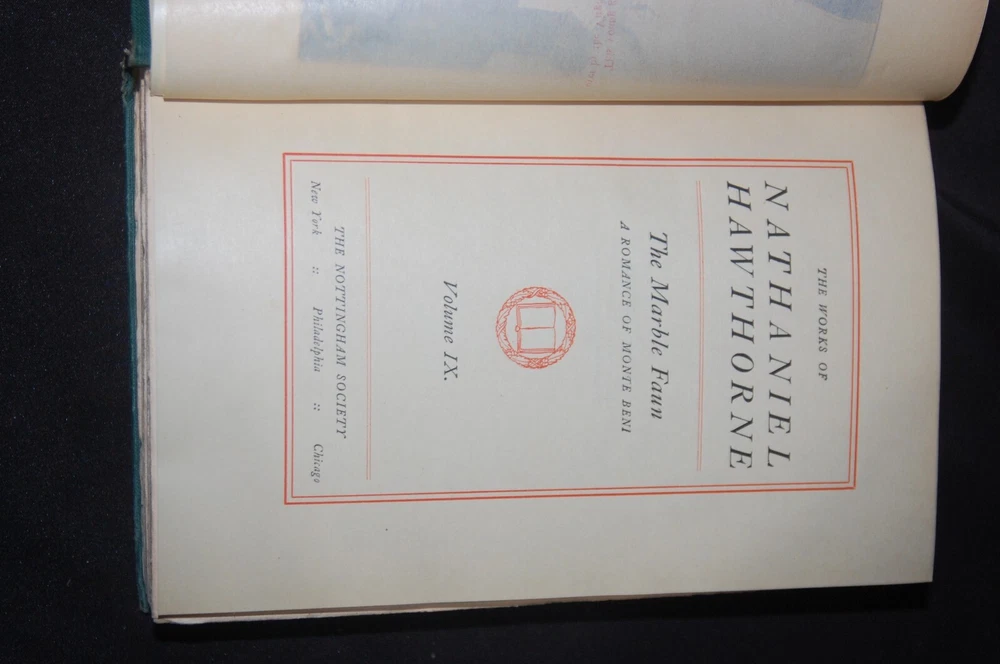 THE WORKS OF
NATHANIEL
HAWTHORNE
The Marble Faun
A ROMANCE OF MONTE BENI
Volume IX.
THE NOTTINGHAM SOCIETY
New York :: Philadelphia :: Chicago